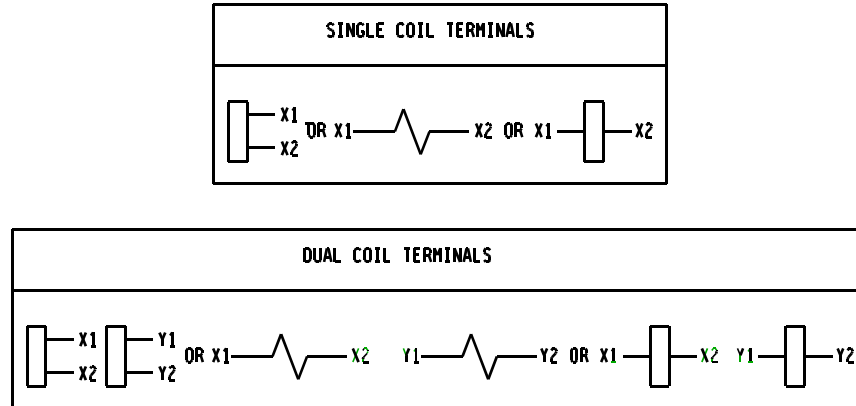 SINGLE COIL TERMINALS
X1
X2
OR X1 X2 OR X1 X2
DUAL COIL TERMINALS
X1 Y1
X2 Y2
OR X1 X2 Y1 Y2 OR X1 X2 Y1 Y2